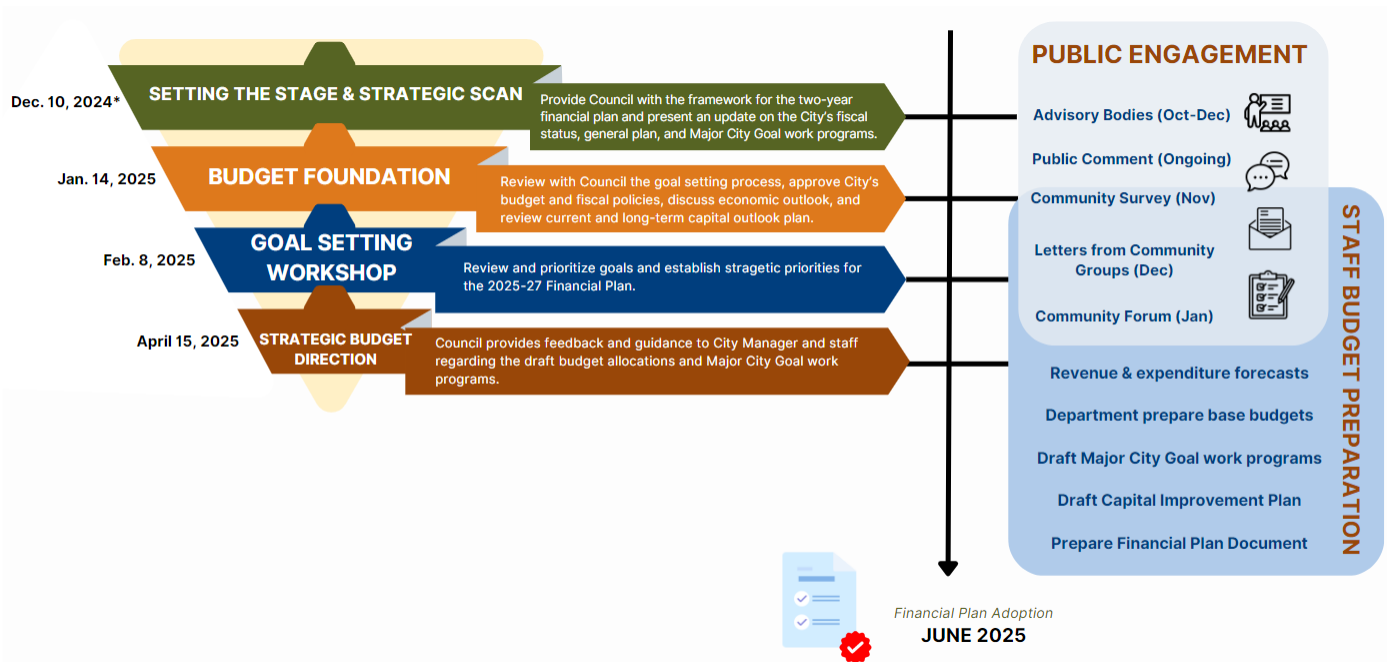 Dec. 10, 2024*
SETTING THE STAGE & STRATEGIC SCAN
Provide Council with the framework for the two-year
financial plan and present an update on the City's fiscal
status, general plan, and Major City Goal work programs.
Jan. 14, 2025
BUDGET FOUNDATION
Review with Council the goal setting process, approve City's
budget and fiscal policies, discuss economic outlook, and
review current and long-term capital outlook plan.
Feb. 8, 2025
GOAL SETTING
WORKSHOP
Review and prioritize goals and establish stragetic priorities for
the 2025-27 Financial Plan.
April 15, 2025
STRATEGIC BUDGET
DIRECTION
Council provides feedback and guidance to City Manager and staff
regarding the draft budget allocations and Major City Goal work
programs.
PUBLIC ENGAGEMENT
Advisory Bodies (Oct-Dec)
Public Comment (Ongoing)
Community Survey (Nov)
Letters from Community
Groups (Dec)
Community Forum (Jan)
STAFF BUDGET PREPARATION
Revenue & expenditure forecasts
Department prepare base budgets
Draft Major City Goal work programs
Draft Capital Improvement Plan
Prepare Financial Plan Document
Financial Plan Adoption
JUNE 2025